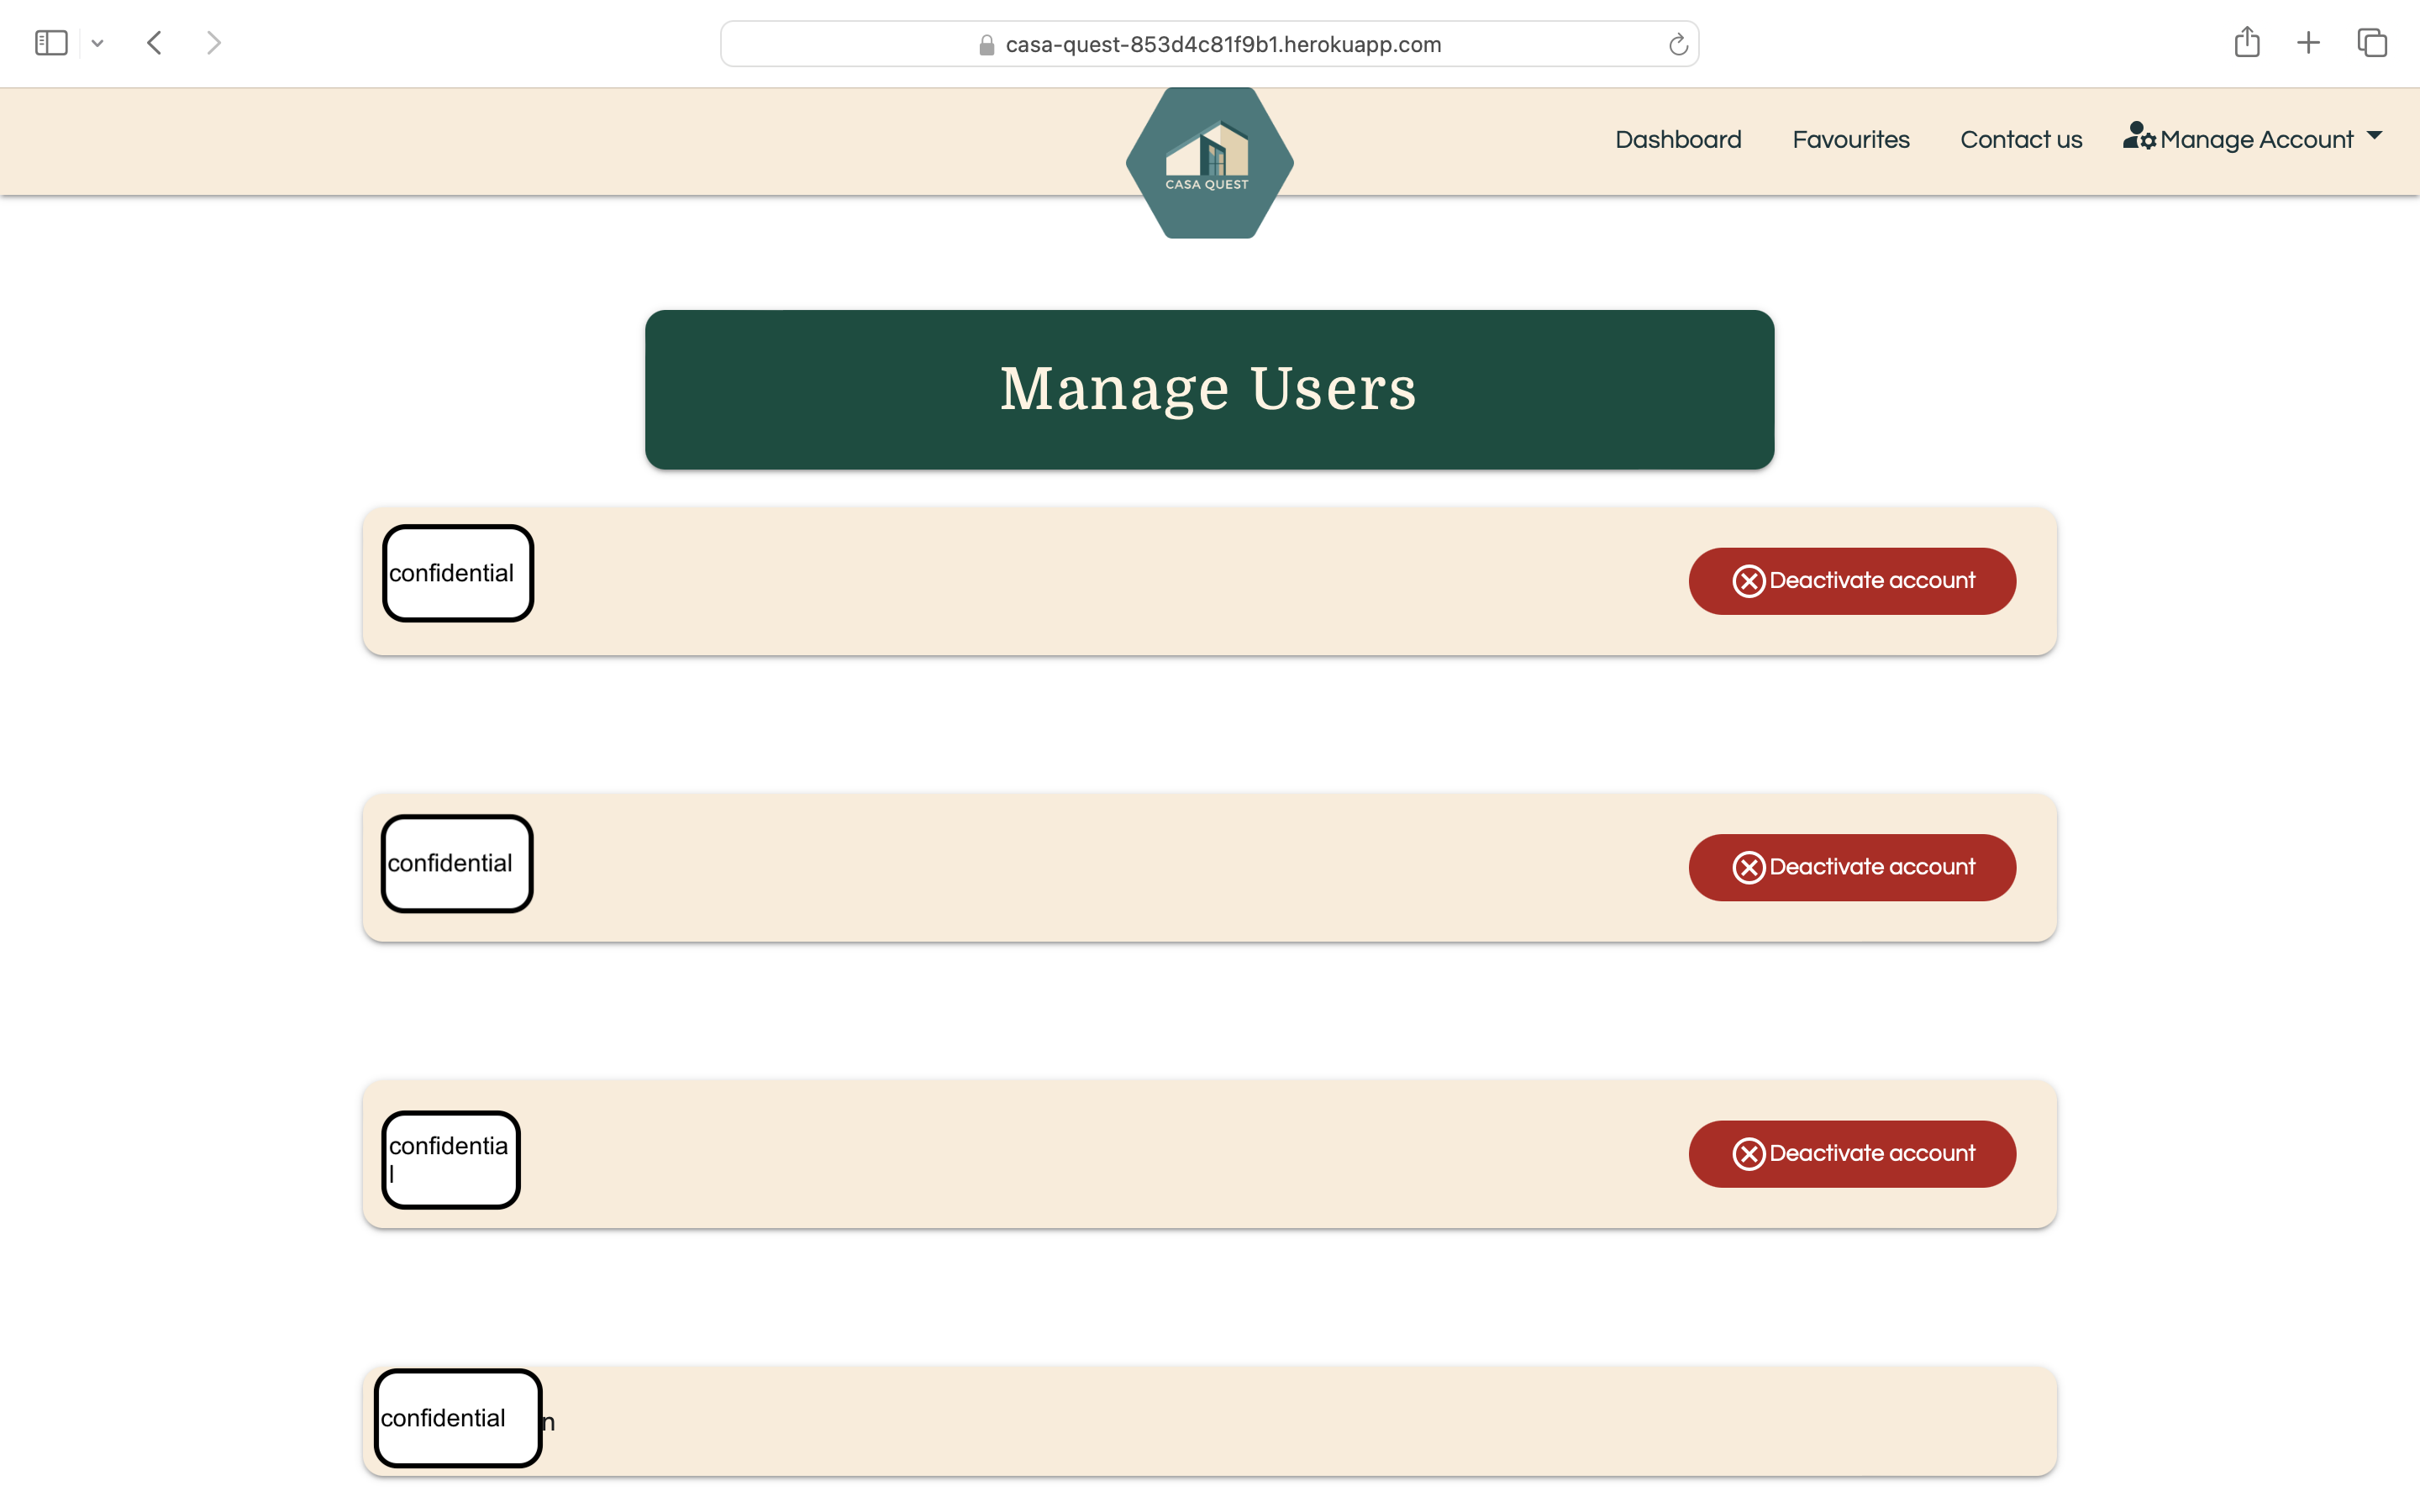 casa-quest-853d4c81f9b1.herokuapp.com
CASA QUEST
Dashboard Favourites Contact us Manage Account
Manage Users
confidential
Deactivate account
confidential
Deactivate account
confidentia
l
Deactivate account
confidential n